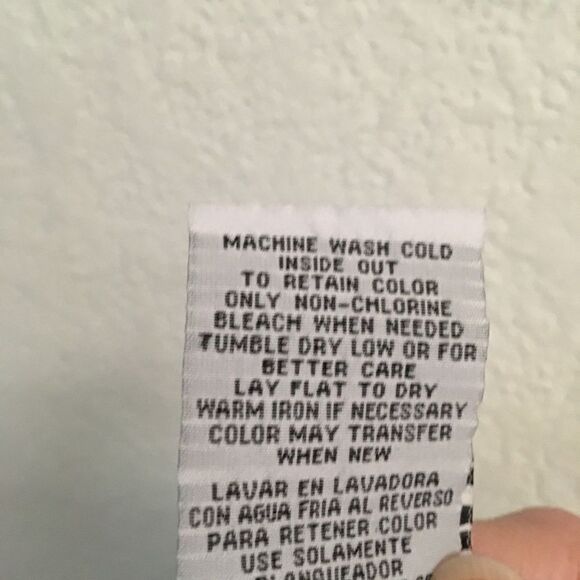 MACHINE WASH COLD
INSIDE OUT
TO RETAIN COLOR
ONLY NON-CHLORINE
BLEACH WHEN NEEDED
TUMBLE DRY LOW OR FOR
BETTER CARE
LAY FLAT TO DRY
WARM IRON IF NECESSARY
COLOR MAY TRANSFER
WHEN NEW
LAVAR EN LAVADORA
CON AGUA FRIA AL REVERSO
PARA RETENER COLOR
USE SOLAMENTE
BLANQUEADOR